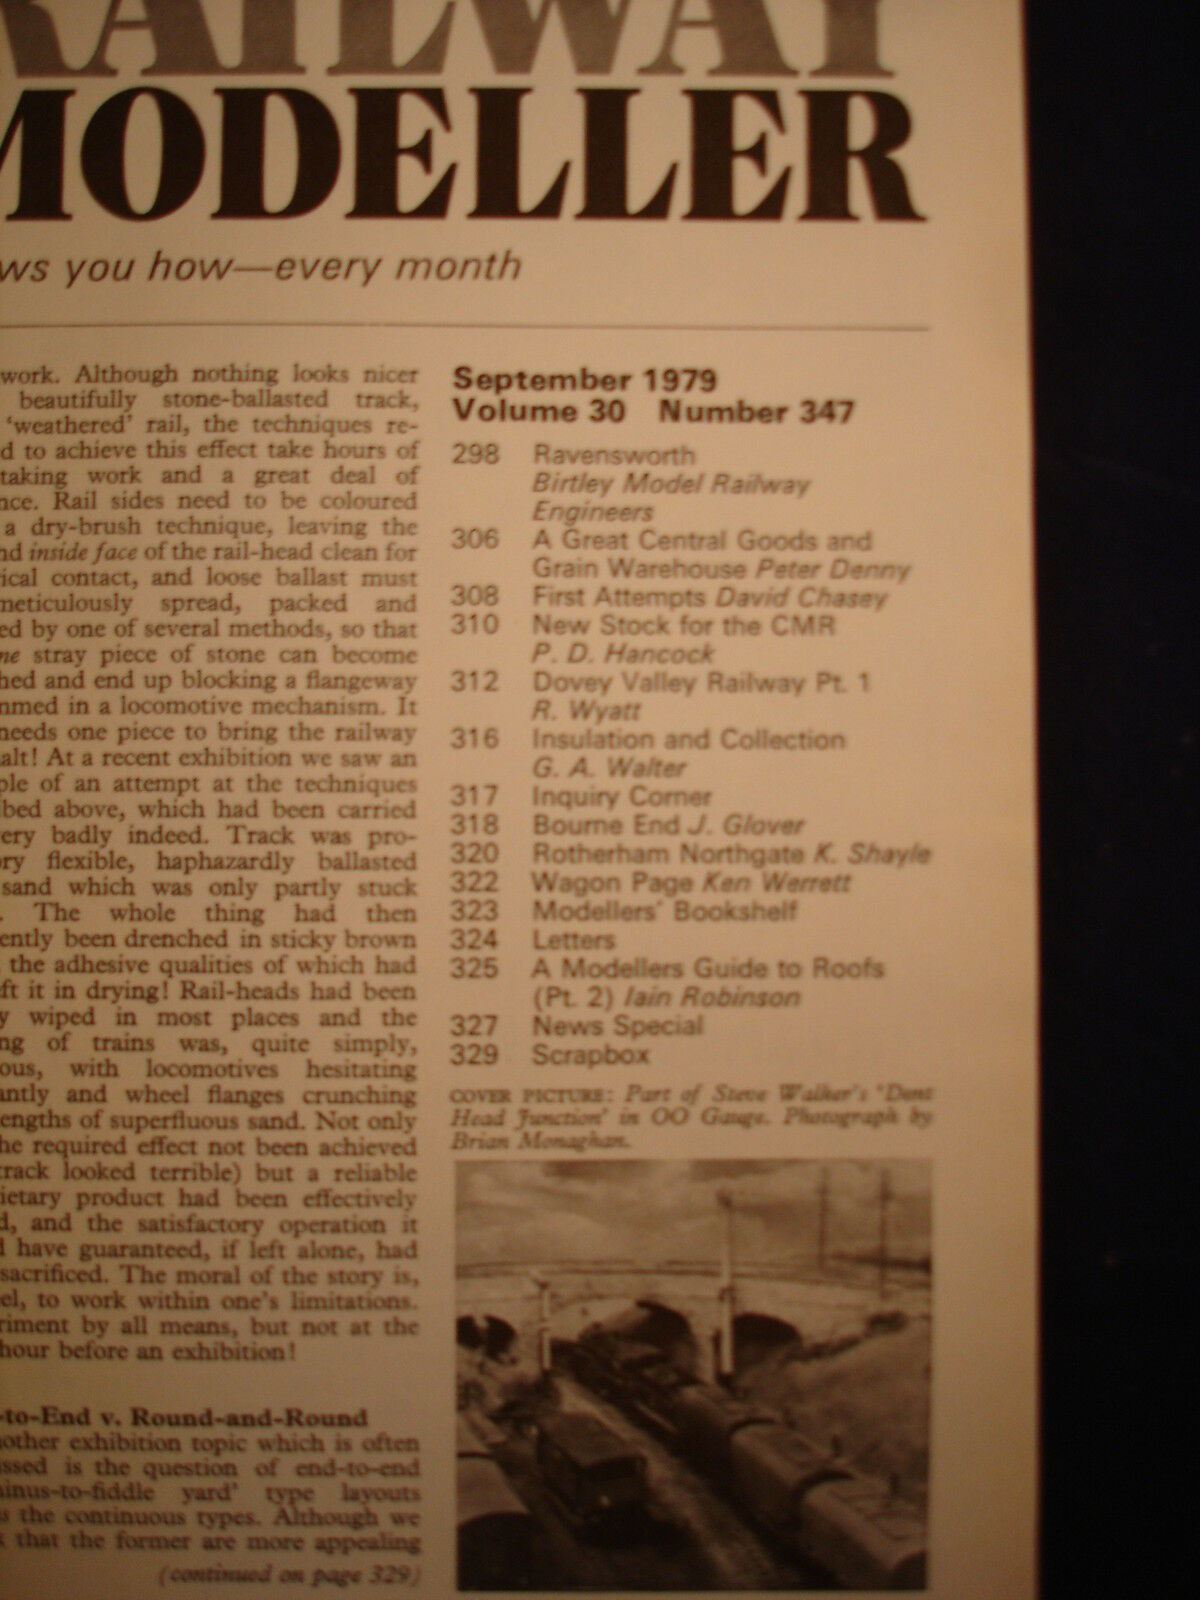 RAILWAY
MODELLER
ws you how—every month
work. Although nothing looks nicer
beautifully stone-ballasted track,
'weathered' rail, the techniques re-
d to achieve this effect take hours of
taking work and a great deal of
nce. Rail sides need to be coloured
a dry-brush technique, leaving the
nd inside face of the rail-head clean for
ical contact, and loose ballast must
meticulously spread, packed and
ed by one of several methods, so that
ne stray piece of stone can become
hed and end up blocking a flangeway
nmed in a locomotive mechanism. It
needs one piece to bring the railway
alt! At a recent exhibition we saw an
ple of an attempt at the techniques
ibed above, which had been carried
ery badly indeed. Track was pro-
ory flexible, haphazardly ballasted
sand which was only partly stuck
. The whole thing had then
ently been drenched in sticky brown
the adhesive qualities of which had
ft it in drying! Rail-heads had been
y wiped in most places and the
ng of trains was, quite simply,
ous, with locomotives hesitating
antly and wheel flanges crunching
engths of superfluous sand. Not only
he required effect not been achieved
track looked terrible) but a reliable
ietary product had been effectively
d, and the satisfactory operation it
d have guaranteed, if left alone, had
sacrificed. The moral of the story is,
el, to work within one's limitations.
riment by all means, but not at the
hour before an exhibition!
-to-End v. Round-and-Round
nother exhibition topic which is often
ussed is the question of end-to-end
minus-to-fiddle yard' type layouts
s the continuous types. Although we
k that the former are more appealing
(continued on page 329)
September 1979
Volume 30 Number 347
298 Ravensworth
Birtley Model Railway
Engineers
306 A Great Central Goods and
Grain Warehouse Peter Denny
308 First Attempts David Chasey
310 New Stock for the CMR
P. D. Hancock
312 Dovey Valley Railway Pt. 1
R. Wyatt
316 Insulation and Collection
G. A. Walter
317 Inquiry Corner
318 Bourne End J. Glover
320 Rotherham Northgate K. Shayle
322 Wagon Page Ken Werrett
323 Modellers' Bookshelf
324 Letters
325 A Modellers Guide to Roofs
(Pt. 2) Iain Robinson
327 News Special
329 Scrapbox
COVER PICTURE: Part of Steve Walker's 'Dent
Head Junction' in OO Gauge. Photograph by
Brian Monaghan.